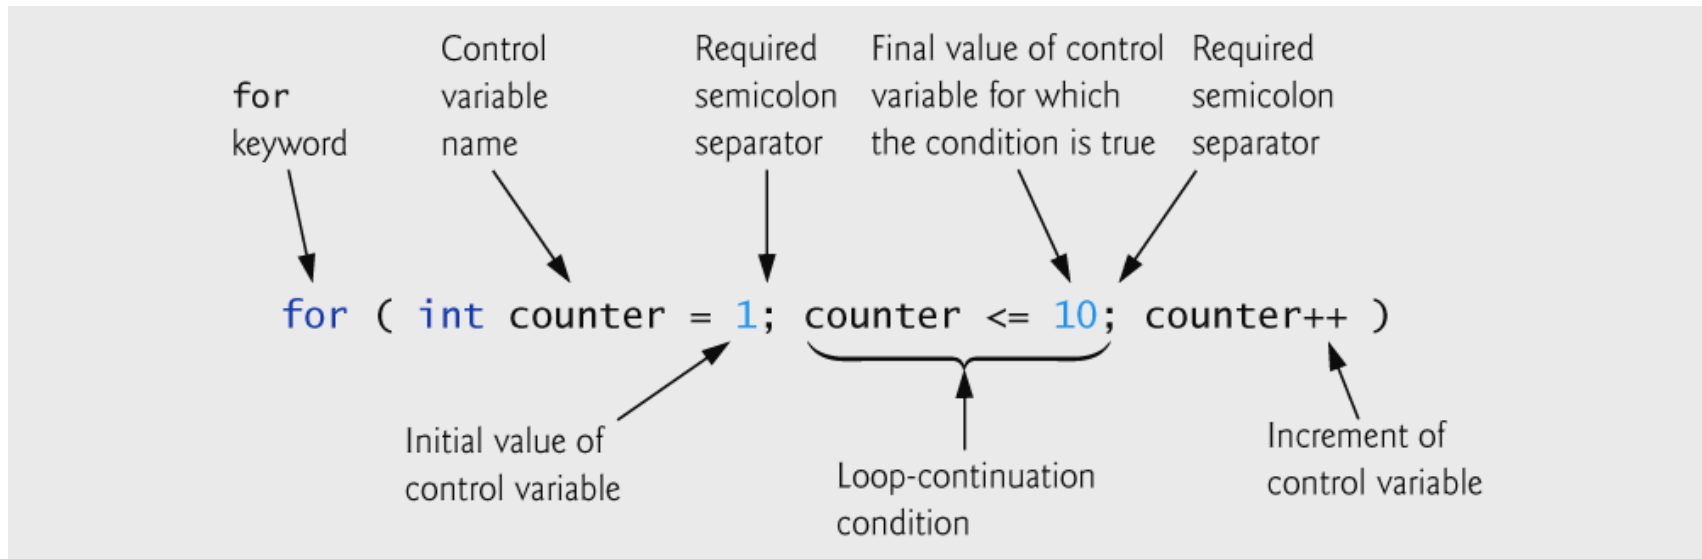 for
keyword
Control
variable
name
Required
semicolon
separator
Final value of control
variable for which
the condition is true
Required
semicolon
separator
for ( int counter = 1; counter <= 10; counter++ )
Initial value of
control variable
Loop-continuation
condition
Increment of
control variable